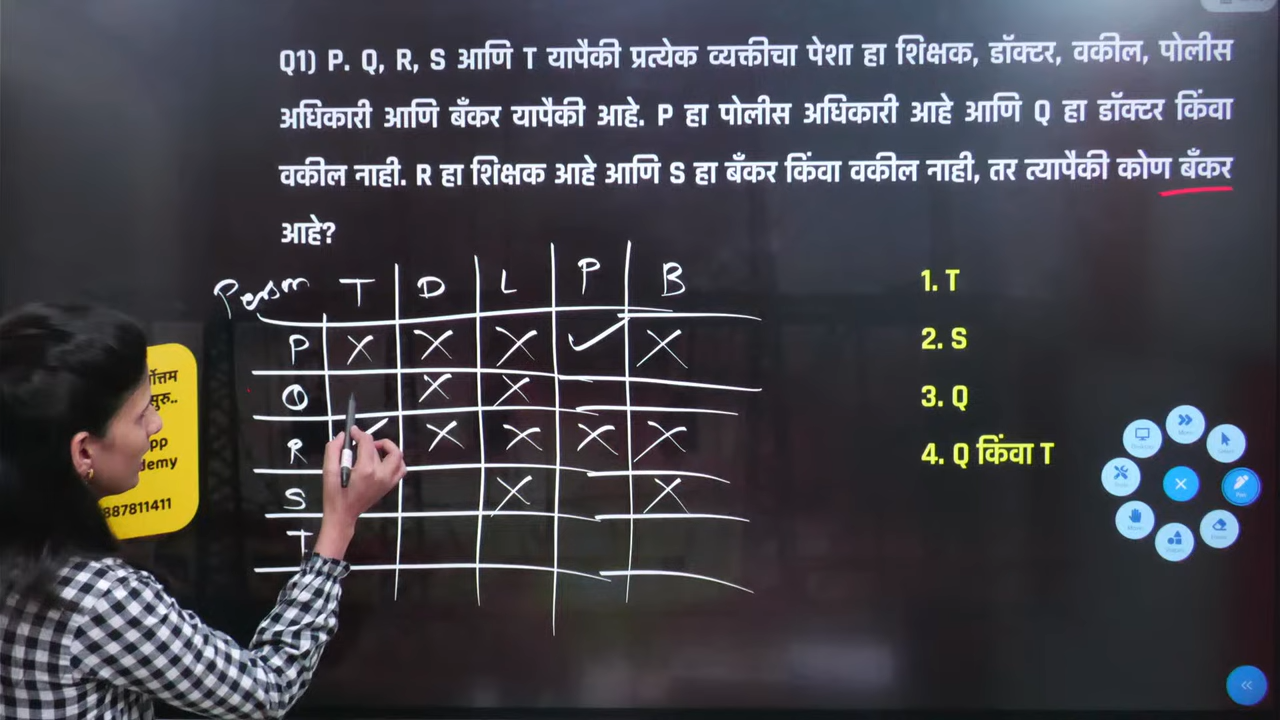 Q1) P. Q, R, S आणि T यापैकी प्रत्येक व्यक्तीचा पेशा हा शिक्षक, डॉक्टर, वकील, पोलीस
अधिकारी आणि बँकर यापैकी आहे. P हा पोलीस अधिकारी आहे आणि Q हा डॉक्टर किंवा
वकील नाही. R हा शिक्षक आहे आणि S हा बँकर किंवा वकील नाही, तर त्यापैकी कोण बँकर
आहे?
Person T D L P B
P X X X ✓ X
Q X X
R ✓ X X X X
S X X
T
1. T
2. S
3. Q
4. Q किंवा T
887811411